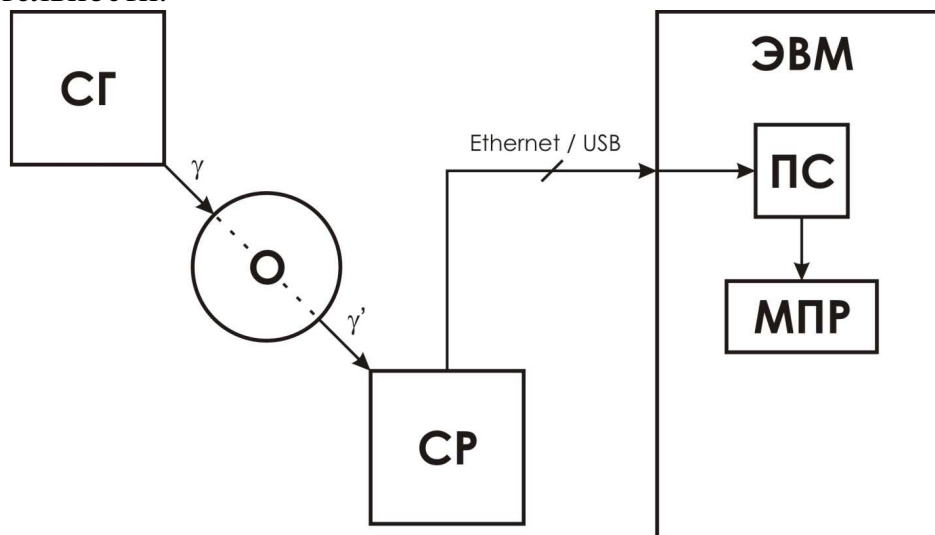 СГ
ЭВМ
Ethernet / USB
ПС
γ
О
γ'
МПР
СР